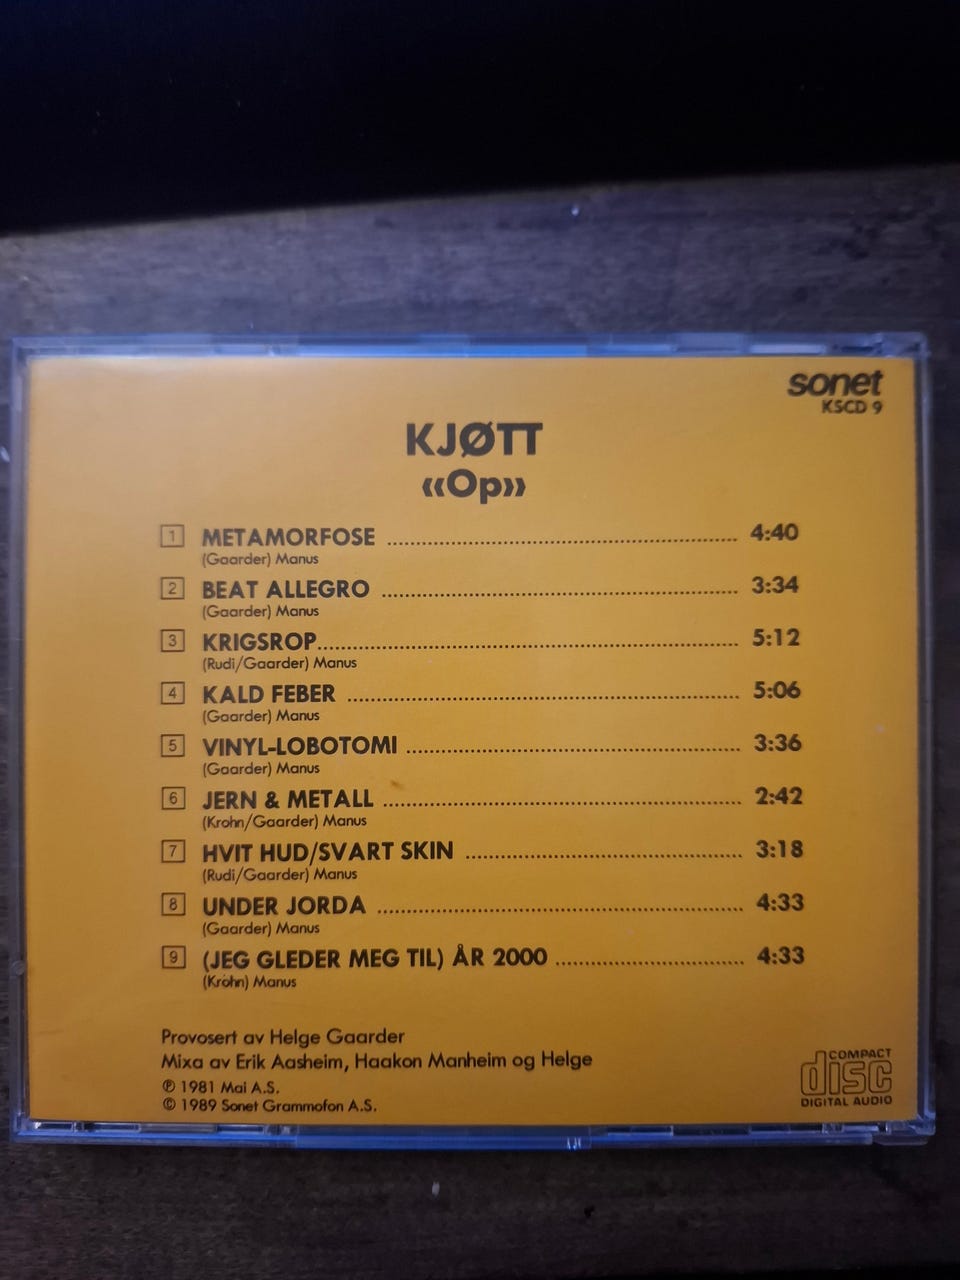 sonet
KSCD 9
KJØTT
«Op»
1 METAMORFOSE 4:40
(Gaarder) Manus
2 BEAT ALLEGRO 3:34
(Gaarder) Manus
3 KRIGSROP 5:12
(Rudi/Gaarder) Manus
4 KALD FEBER 5:06
(Gaarder) Manus
5 VINYL-LOBOTOMI 3:36
(Gaarder) Manus
6 JERN & METALL 2:42
(Krohn/Gaarder) Manus
7 HVIT HUD/SVART SKIN 3:18
(Rudi/Gaarder) Manus
8 UNDER JORDA 4:33
(Gaarder) Manus
9 (JEG GLEDER MEG TIL) ÅR 2000 4:33
(Krohn) Manus
Provosert av Helge Gaarder
Mixa av Erik Aasheim, Haakon Manheim og Helge
℗ 1981 Mai A.S.
© 1989 Sonet Grammofon A.S.
COMPACT
disc
DIGITAL AUDIO